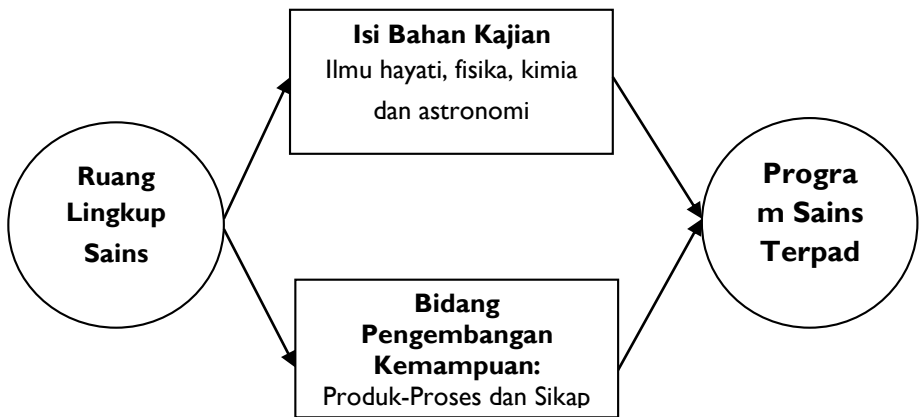 Isi Bahan Kajian
Ilmu hayati, fisika, kimia
dan astronomi
Ruang
Lingkup
Sains
Progra
m Sains
Terpad
Bidang
Pengembangan
Kemampuan:
Produk-Proses dan Sikap